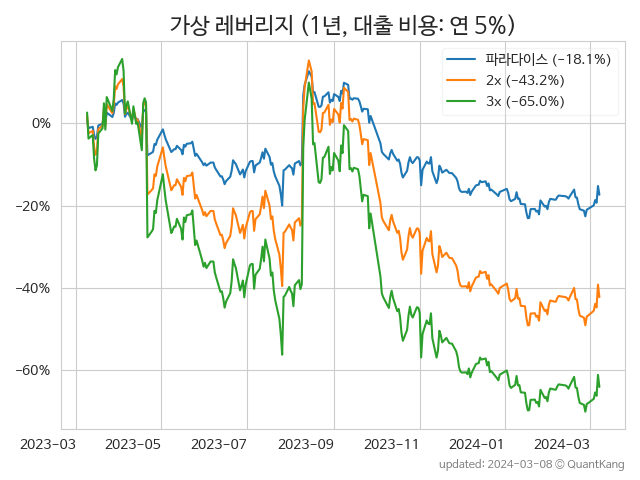 가상 레버리지 (1년, 대출 비용: 연 5%)
파라다이스 (−18.1%)
2x (−43.2%)
3x (−65.0%)
0%
−20%
−40%
−60%
2023-03 2023-05 2023-07 2023-09 2023-11 2024-01 2024-03
updated: 2024-03-08 © QuantKang